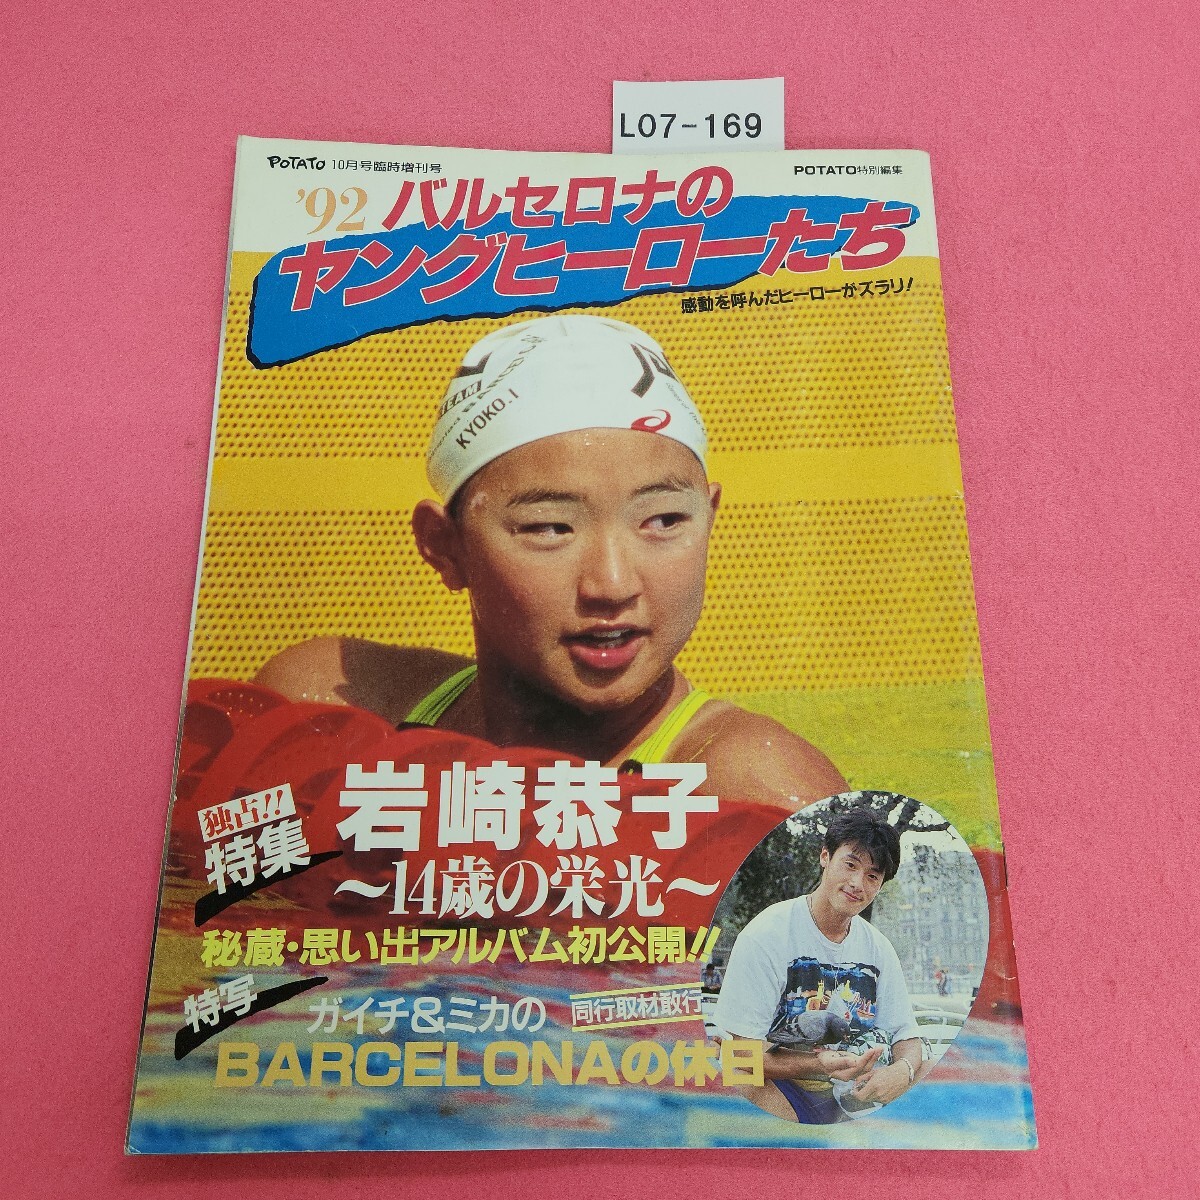 L07-169
POTATO 10月号臨時増刊号
POTATO特別編集
'92 バルセロナの
ヤングヒーローたち
感動を呼んだヒーローがズラリ!
TEAM
KYOKO.I
独占!!
特集
岩崎恭子
～14歳の栄光～
秘蔵・思い出アルバム初公開!!
特写
ガイチ&ミカの
同行取材敢行
BARCELONAの休日